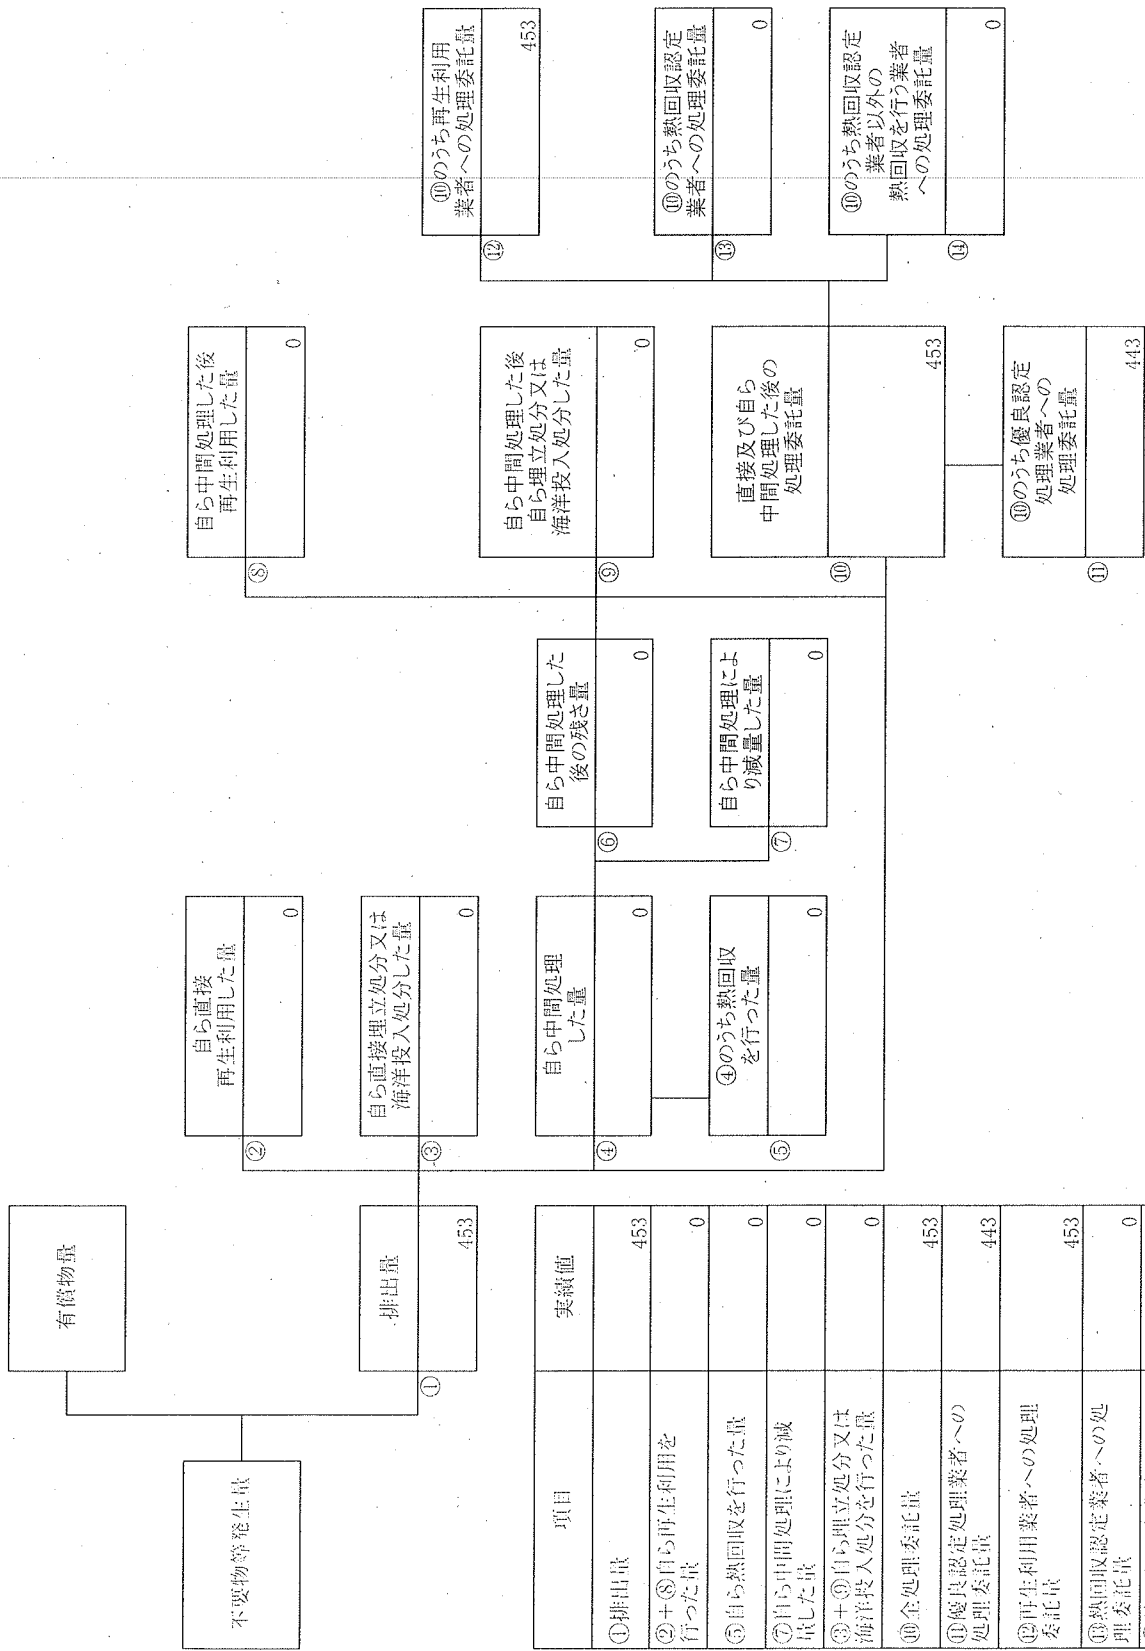 不要物等発生量
有償物量
①
排出量
453
②
自ら直接
再生利用した量
0
③
自ら直接埋立処分又は
海洋投入処分した量
0
④
自ら中間処理
した量
0
⑤
④のうち熱回収
を行った量
0
⑥
自ら中間処理した
後の残さ量
0
⑦
自ら中間処理によ
り減量した量
0
⑧
自ら中間処理した後
再生利用した量
0
⑨
自ら中間処理した後
自ら埋立処分又は
海洋投入処分した量
0
⑩
直接及び自ら
中間処理した後の
処理委託量
453
⑪
⑩のうち優良認定
処理業者への
処理委託量
443
⑫
⑩のうち再生利用
業者への処理委託量
453
⑬
⑩のうち熱回収認定
業者への処理委託量
0
⑭
⑩のうち熱回収認定
業者以外の
熱回収を行う業者
への処理委託量
0
項目 実績値
①排出量 453
②+⑧自ら再生利用を
行った量 0
⑤自ら熱回収を行った量 0
⑦自ら中間処理により減
量した量 0
③+⑨自ら埋立処分又は
海洋投入処分を行った量 0
⑩全処理委託量 453
⑪優良認定処理業者への
処理委託量 443
⑫再生利用業者への処理
委託量 453
⑬熱回収認定業者への処
理委託量 0